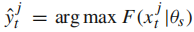 ŷ_t^j = arg max F(x_t^j|θ_s)